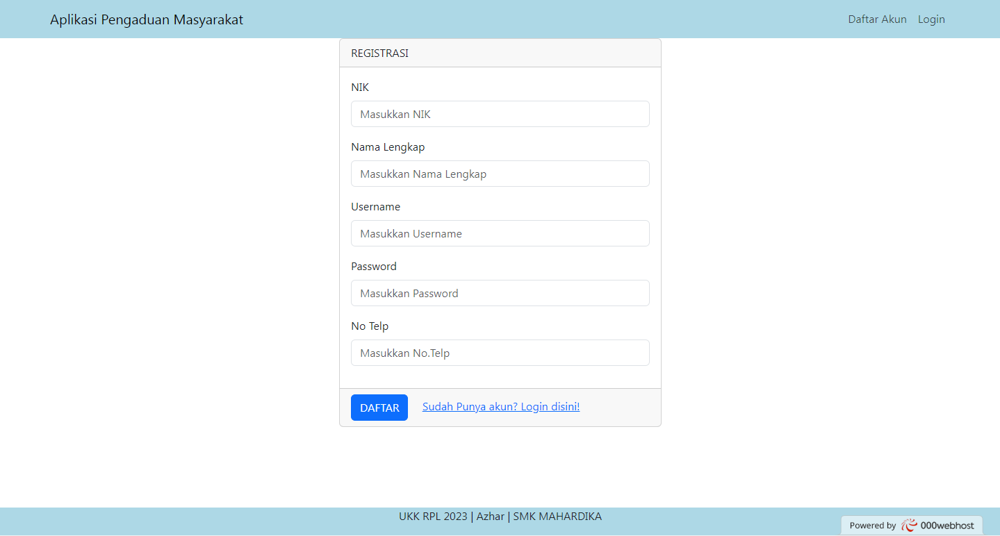 Aplikasi Pengaduan Masyarakat
Daftar Akun Login
REGISTRASI
NIK
Masukkan NIK
Nama Lengkap
Masukkan Nama Lengkap
Username
Masukkan Username
Password
Masukkan Password
No Telp
Masukkan No.Telp
DAFTAR Sudah Punya akun? Login disini!
UKK RPL 2023 | Azhar | SMK MAHARDIKA
Powered by 000webhost